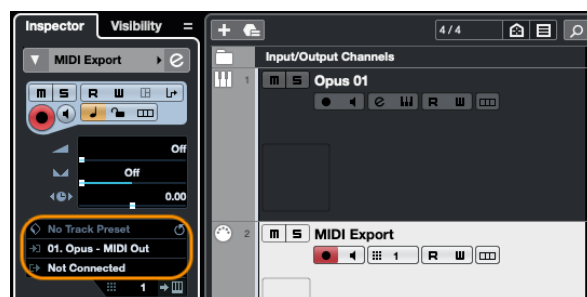 Inspector Visibility
MIDI Export
m S R W
Off
Off
0.00
No Track Preset
01. Opus - MIDI Out
Not Connected
1
4/4
Input/Output Channels
1 m S Opus 01
e R W
2 m S MIDI Export
1 R W